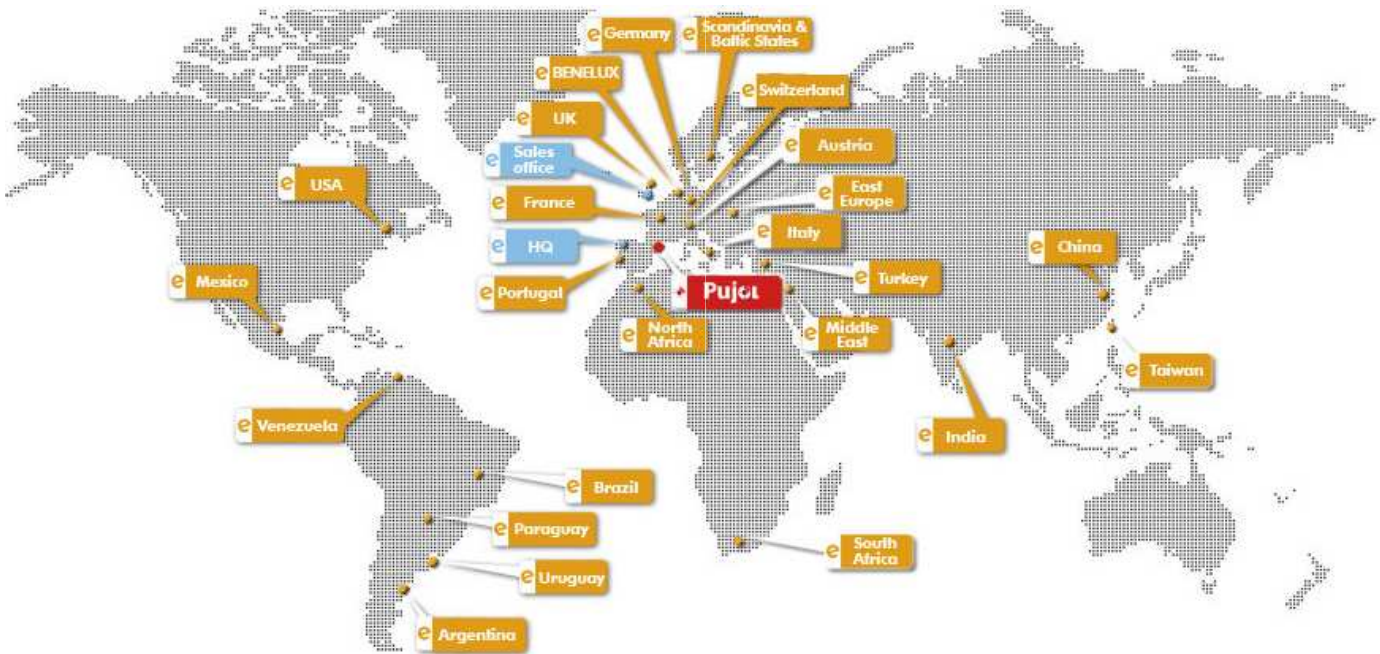 Germany
Scandinavia &
Baltic States
BENELUX
Switzerland
UK
Austria
Sales
office
USA
East
Europe
France
Italy
HQ
China
Mexico
Turkey
Portugal
Pujol
North
Africa
Middle
East
Taiwan
Venezuela
India
Brazil
Paraguay
South
Africa
Uruguay
Argentina